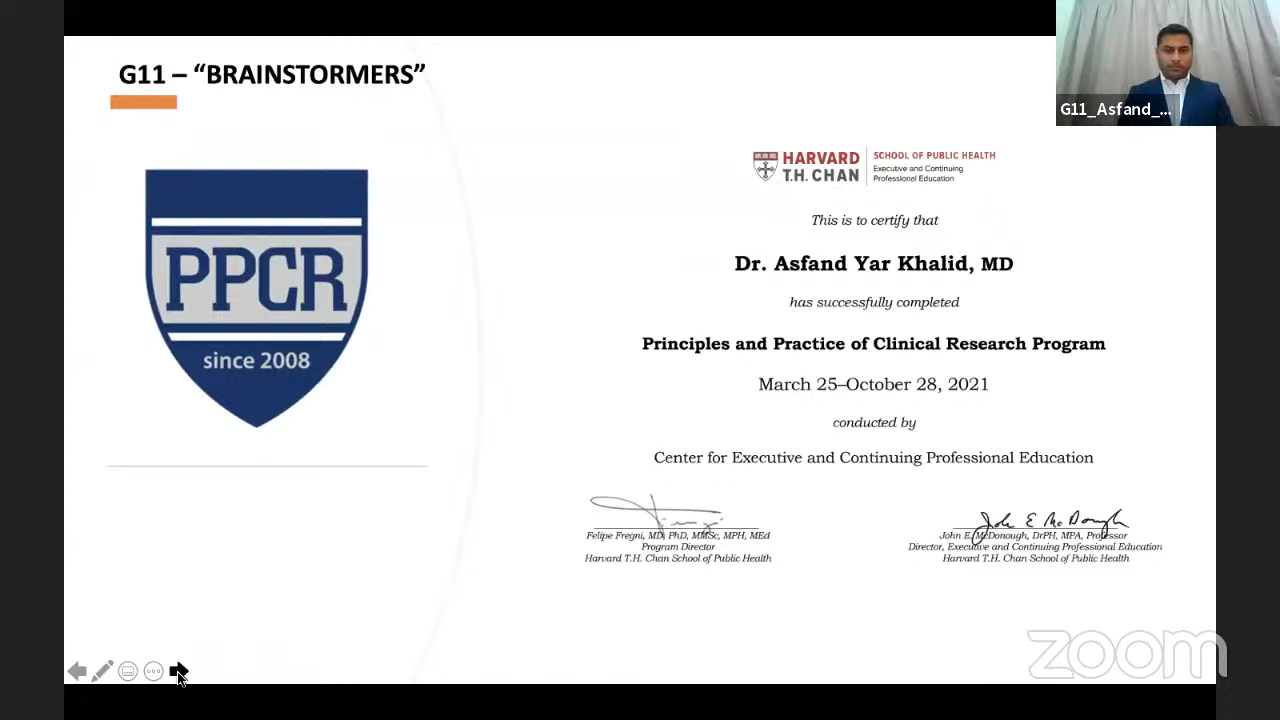 G11 – “BRAINSTORMERS”
G11_Asfand_...
PPCR
since 2008
HARVARD
T.H. CHAN
SCHOOL OF PUBLIC HEALTH
Executive and Continuing
Professional Education
This is to certify that
Dr. Asfand Yar Khalid, MD
has successfully completed
Principles and Practice of Clinical Research Program
March 25–October 28, 2021
conducted by
Center for Executive and Continuing Professional Education
Felipe Fregni, MD, PhD, MMSc, MPH, MEd
Program Director
Harvard T.H. Chan School of Public Health
John E McDonough
John E. McDonough, DrPH, MPA, Professor
Director, Executive and Continuing Professional Education
Harvard T.H. Chan School of Public Health
zoom